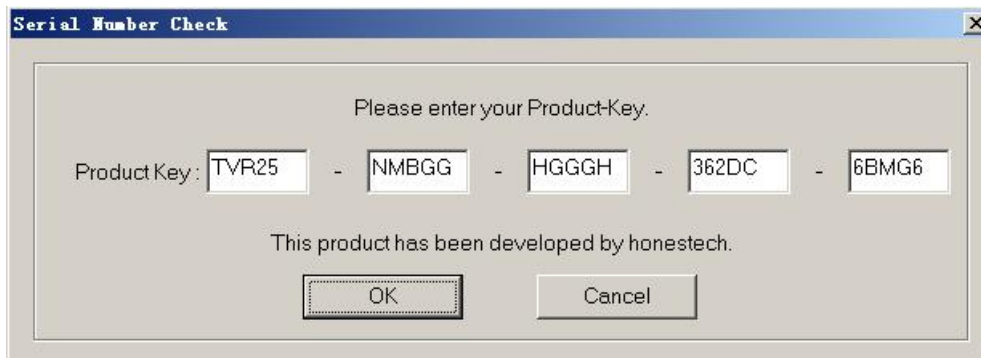 Serial Number Check
Please enter your Product-Key.
Product Key : TVR25 - NMBGG - HGGGH - 362DC - 6BMG6
This product has been developed by honestech.
OK Cancel